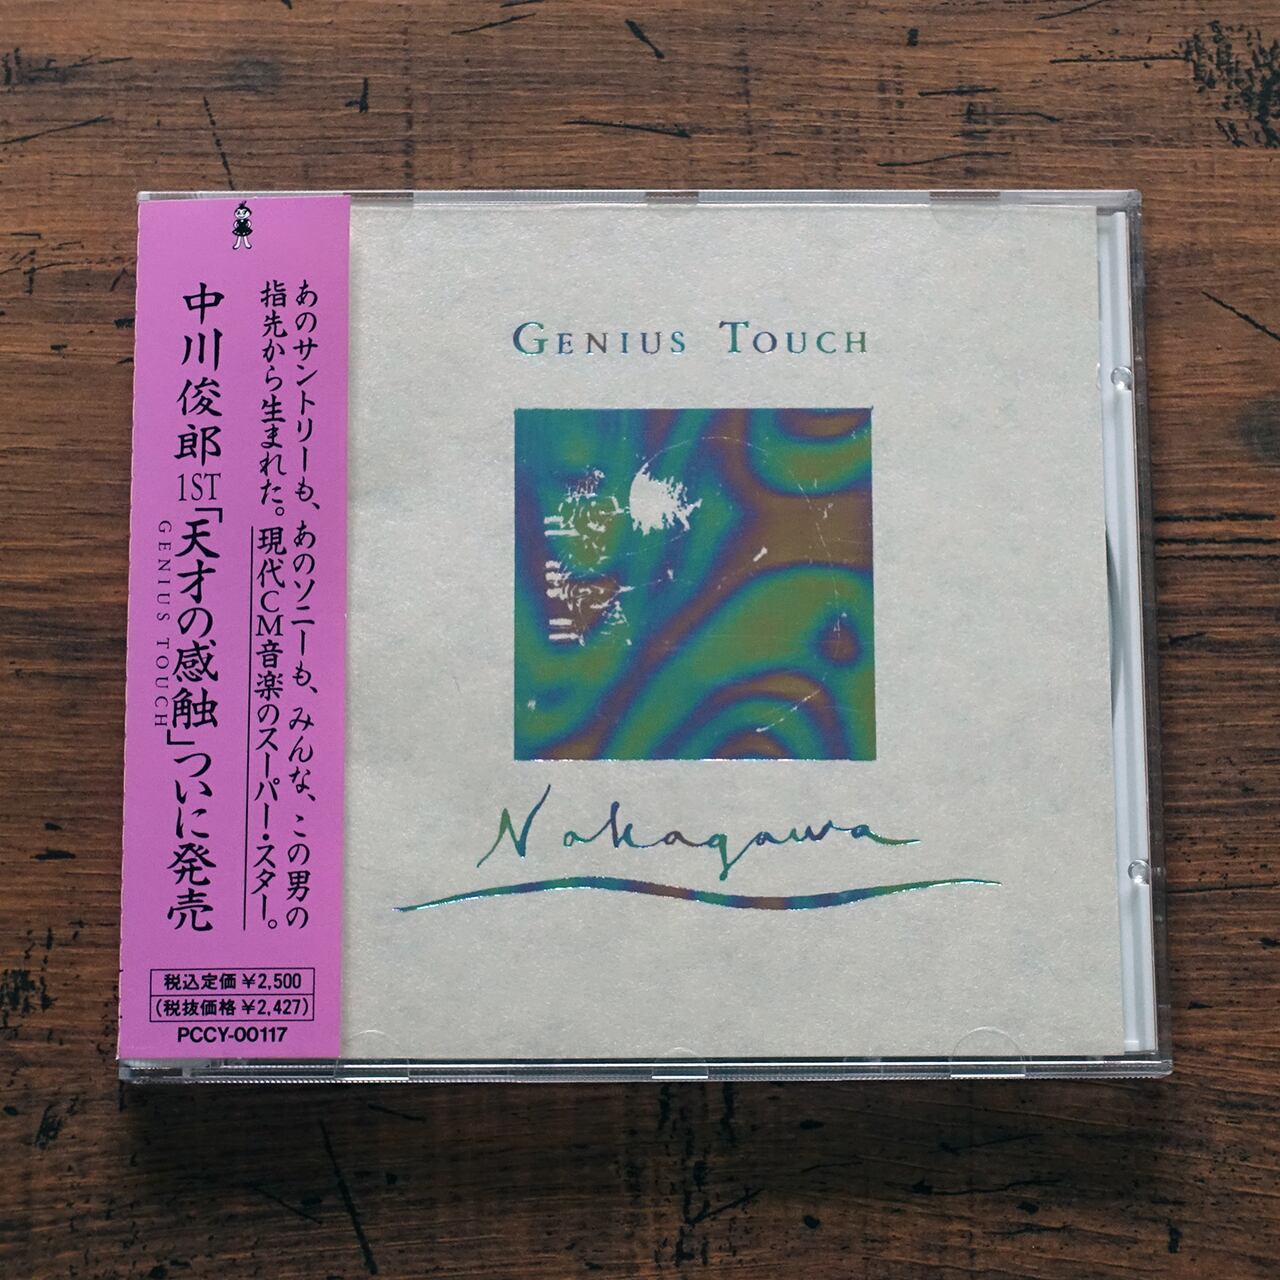 あのサントリーも、あのソニーも、みんな、この男の
指先から生まれた。現代CM音楽のスーパー・スター。
中川俊郎1ST「天才の感触」ついに発売
GENIUS TOUCH
税込定価¥2,500
(税抜価格¥2,427)
PCCY-00117
GENIUS TOUCH
Nakagawa